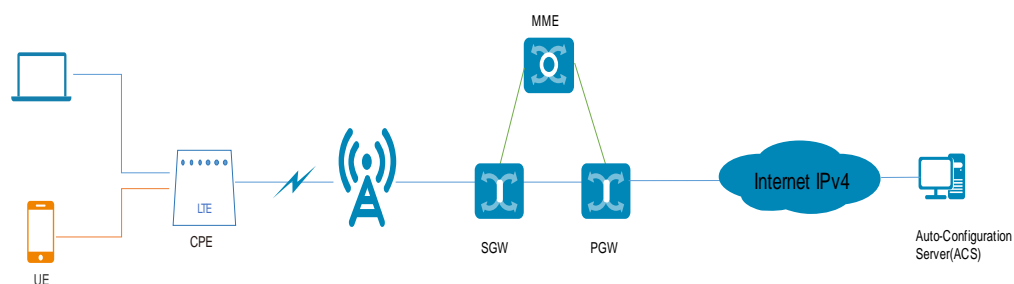 MME
LTE
CPE
UE
SGW
PGW
Internet IPv4
Auto-Configuration
Server(ACS)